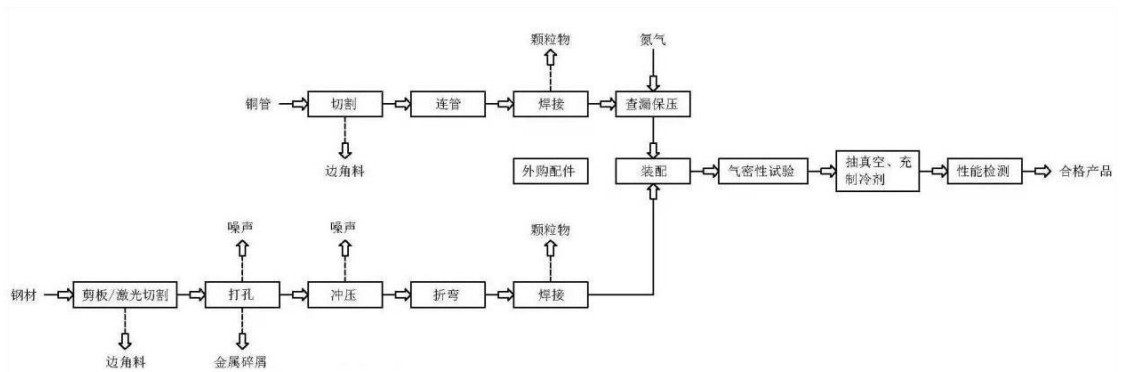 颗粒物
氮气
铜管
切割
连管
焊接
查漏保压
边角料
外购配件
装配
气密性试验
抽真空、充
制冷剂
性能检测
合格产品
噪声
噪声
颗粒物
钢材
剪板/激光切割
打孔
冲压
折弯
焊接
边角料
金属碎屑